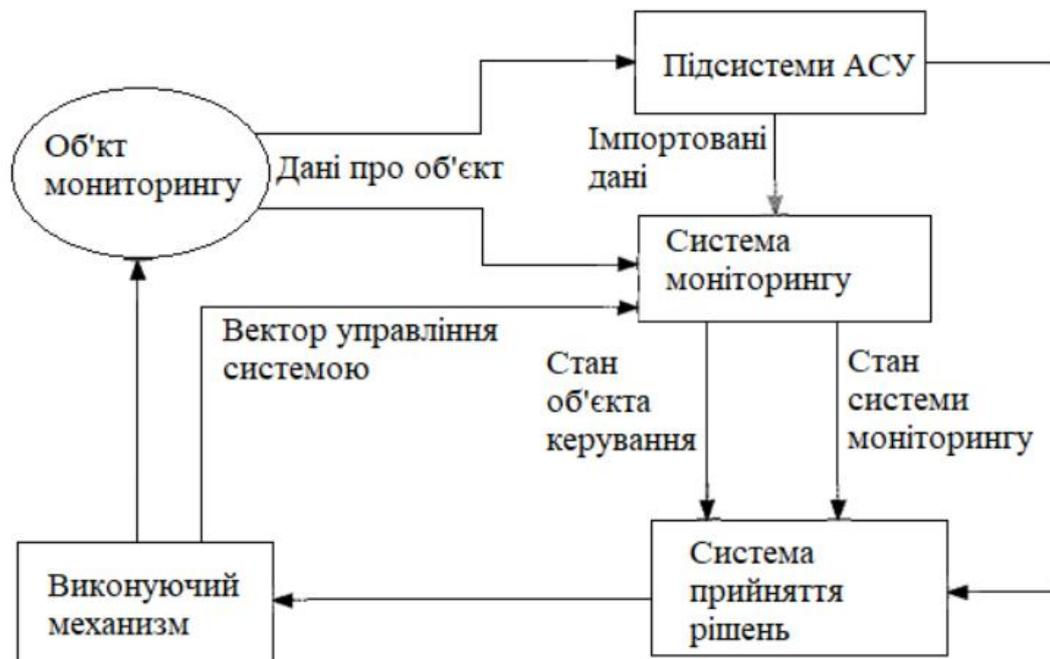 Підсистеми АСУ
Об'кт
мониторингу
Дані про об'єкт
Імпортовані
дані
Система
моніторингу
Вектор управління
системою
Стан
об'єкта
керування
Стан
системи
моніторингу
Виконуючий
механизм
Система
прийняття
рішень